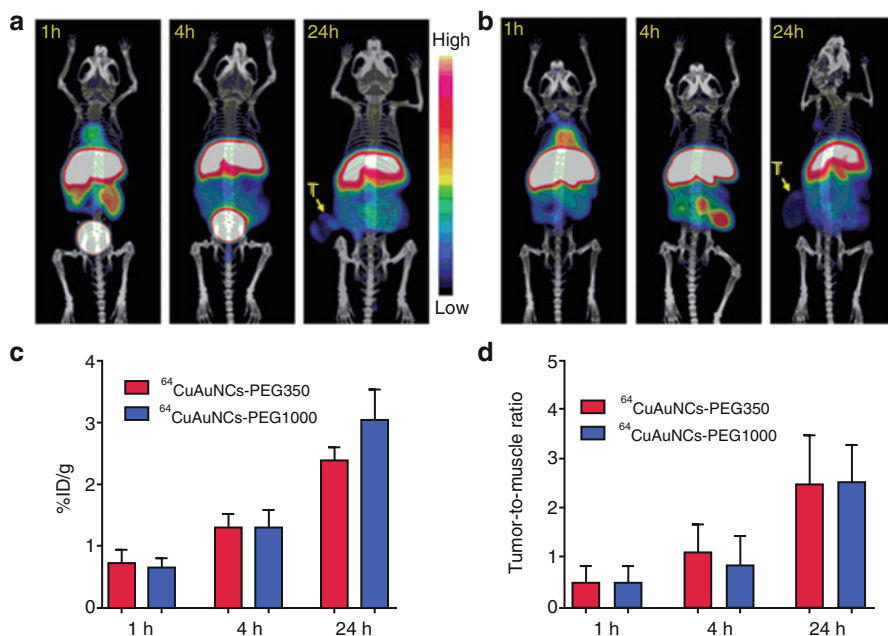 a
1h
4h
24h
High
T
Low
b
1h
4h
24h
T
c
4
3
2
1
0
%ID/g
⁶⁴CuAuNCs-PEG350
⁶⁴CuAuNCs-PEG1000
1 h
4 h
24 h
d
5
4
3
2
1
0
Tumor-to-muscle ratio
⁶⁴CuAuNCs-PEG350
⁶⁴CuAuNCs-PEG1000
1 h
4 h
24 h